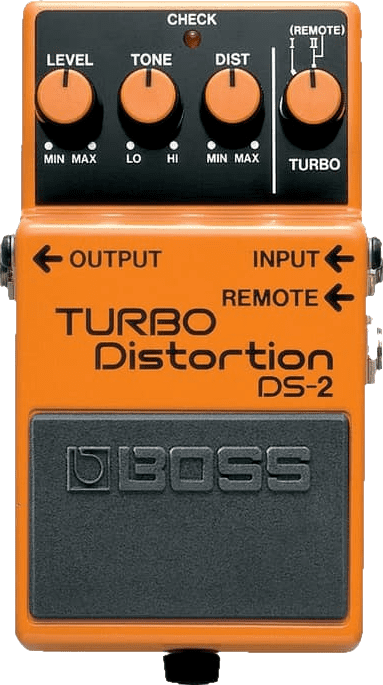 CHECK
(REMOTE)
I II
LEVEL TONE DIST
MIN MAX LO HI MIN MAX TURBO
OUTPUT INPUT
REMOTE
TURBO
Distortion
DS-2
BOSS